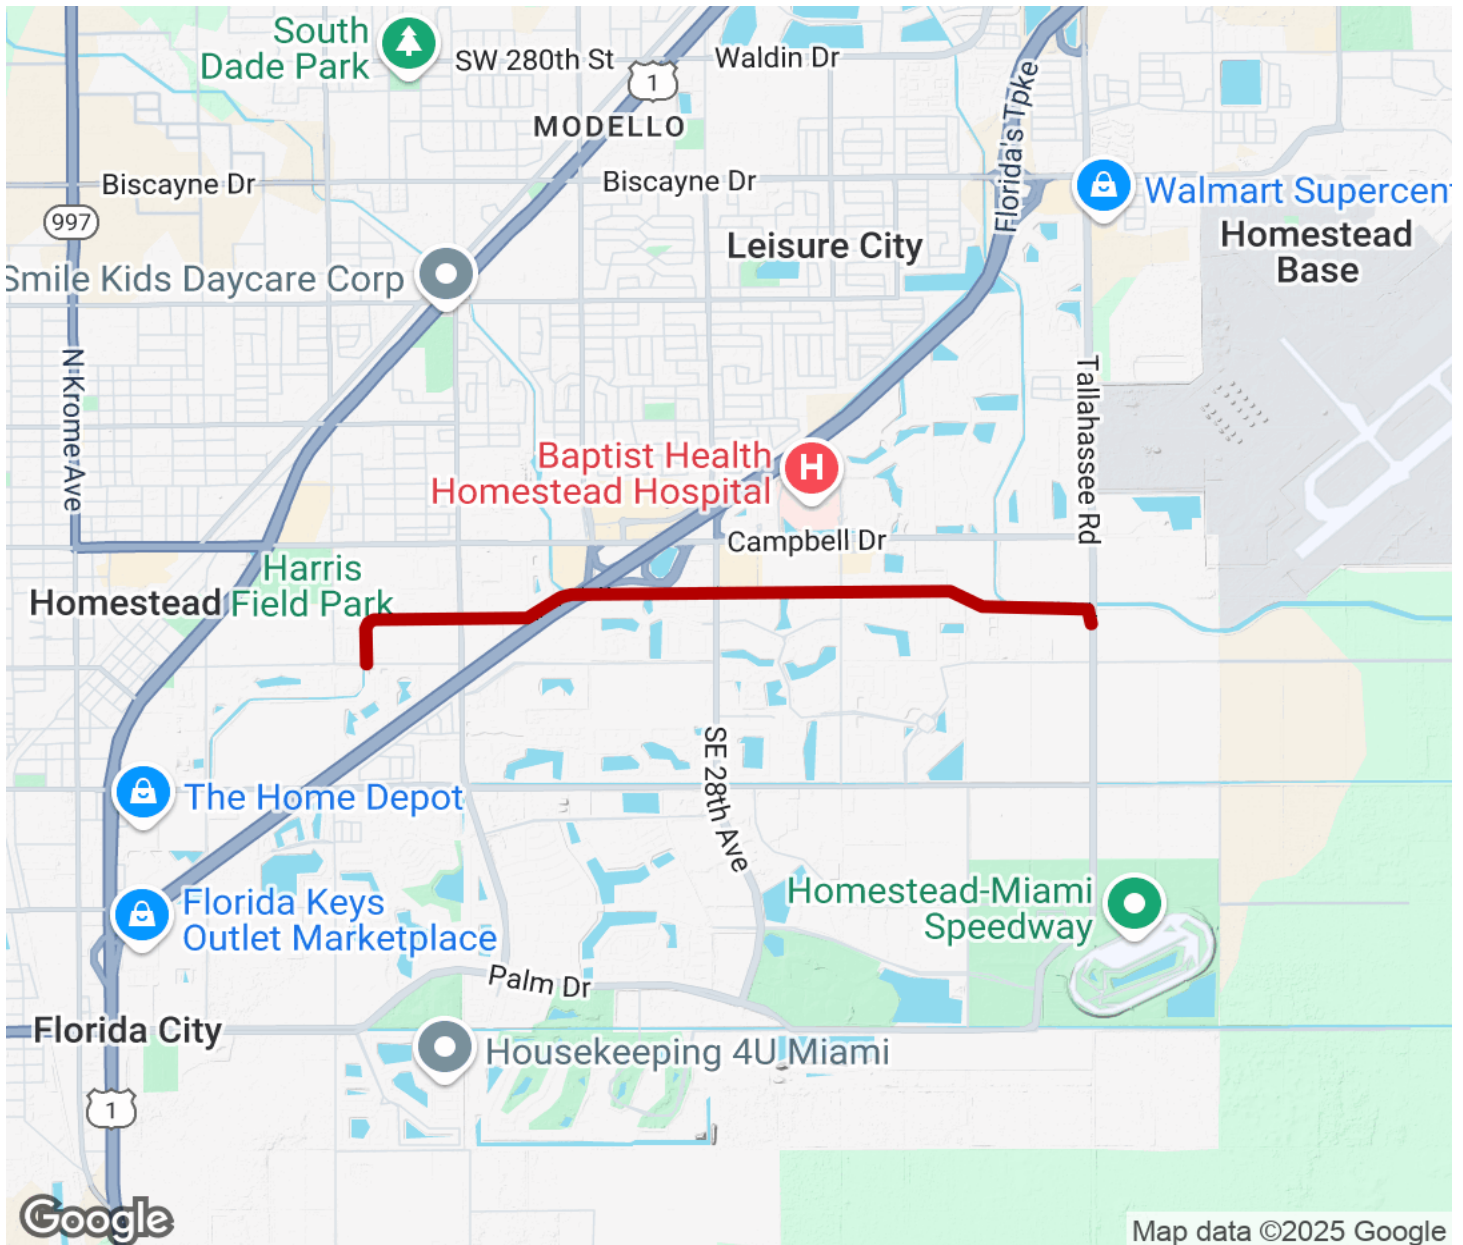 South
Dade Park
SW 280th St
Waldin Dr
1
MODELLO
Florida's Tpke
Biscayne Dr
Biscayne Dr
997
Walmart Supercent
Leisure City
Homestead
Base
Smile Kids Daycare Corp
N Krome Ave
Tallahassee Rd
Baptist Health
Homestead Hospital
H
Campbell Dr
Harris
Field Park
Homestead
SE 28th Ave
The Home Depot
Florida Keys
Outlet Marketplace
Homestead-Miami
Speedway
Palm Dr
Florida City
Housekeeping 4U Miami
1
Google
Map data ©2025 Google